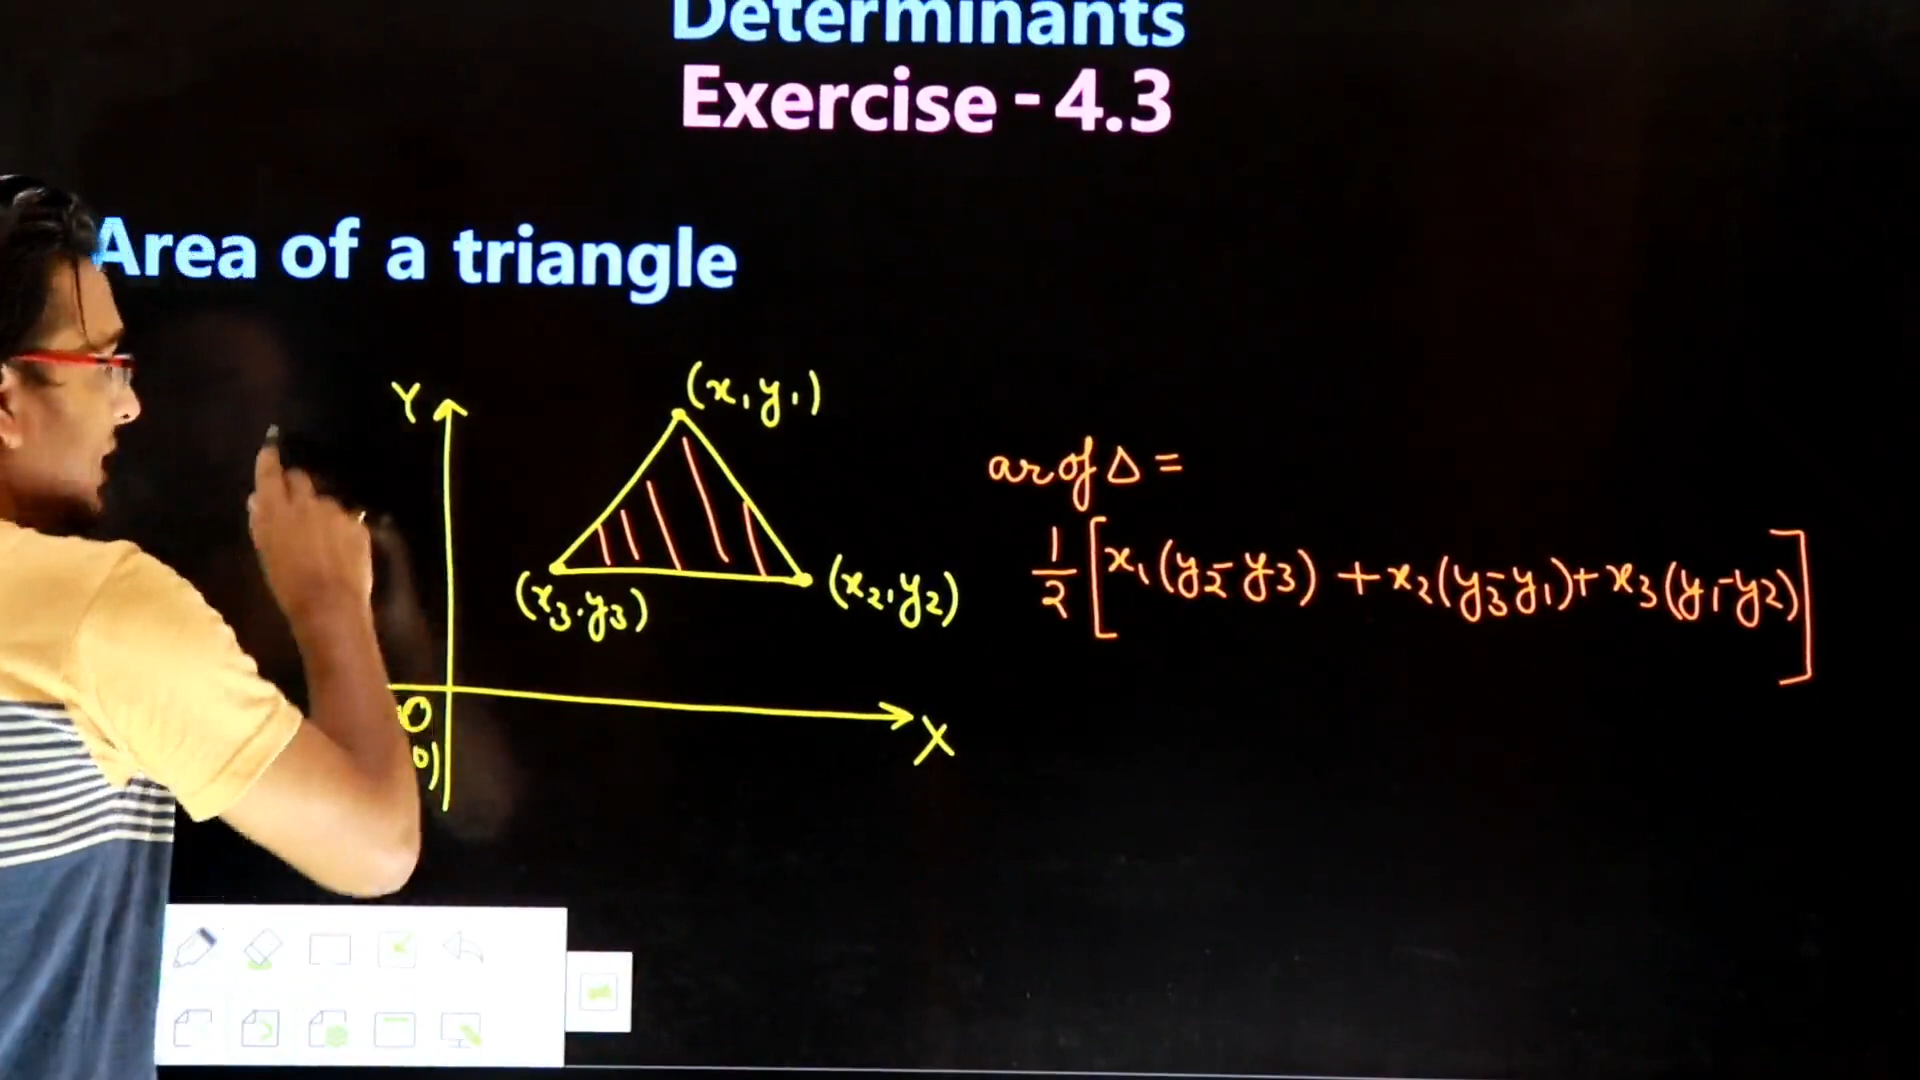 Determinants
Exercise - 4.3
Area of a triangle
Y
(x₁ y₁)
(x₃, y₃)
(x₂, y₂)
O
0)
X
ar of Δ =
1/2 [x₁(y₂ - y₃) + x₂(y₃ - y₁) + x₃(y₁ - y₂)]